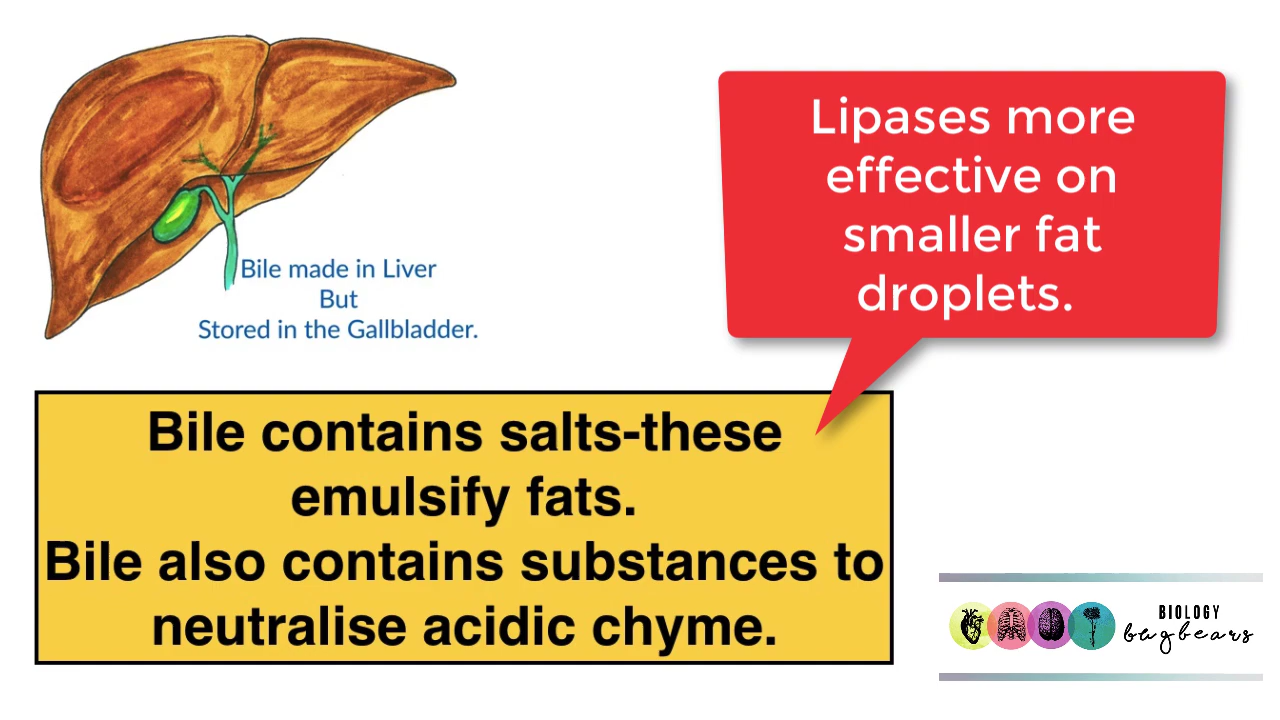 Lipases more
effective on
smaller fat
droplets.
Bile made in Liver
But
Stored in the Gallbladder.
Bile contains salts-these
emulsify fats.
Bile also contains substances to
neutralise acidic chyme.
BIOLOGY
bugbears